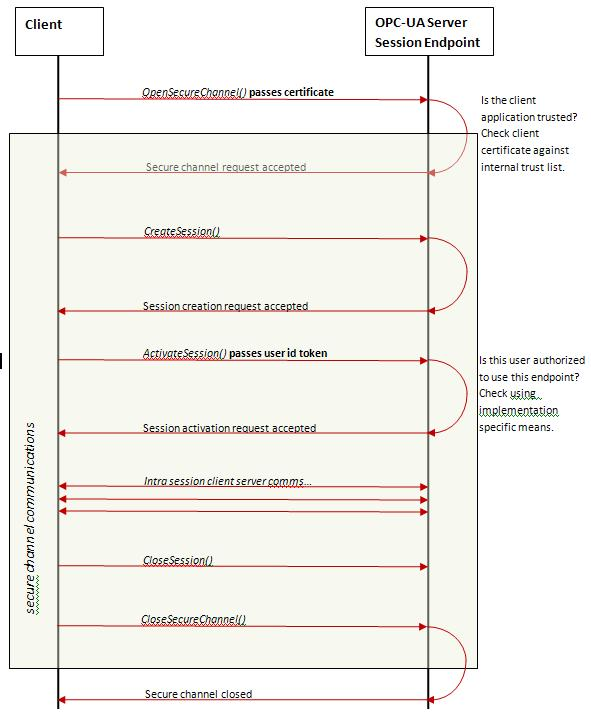 Client
OPC-UA Server
Session Endpoint
OpenSecureChannel() passes certificate
Is the client
application trusted?
Check client
certificate against
internal trust list.
Secure channel request accepted
CreateSession()
Session creation request accepted
ActivateSession() passes user id token
Is this user authorized
to use this endpoint?
Check using
implementation
specific means.
Session activation request accepted
secure channel communications
Intra session client server comms...
CloseSession()
CloseSecureChannel()
Secure channel closed